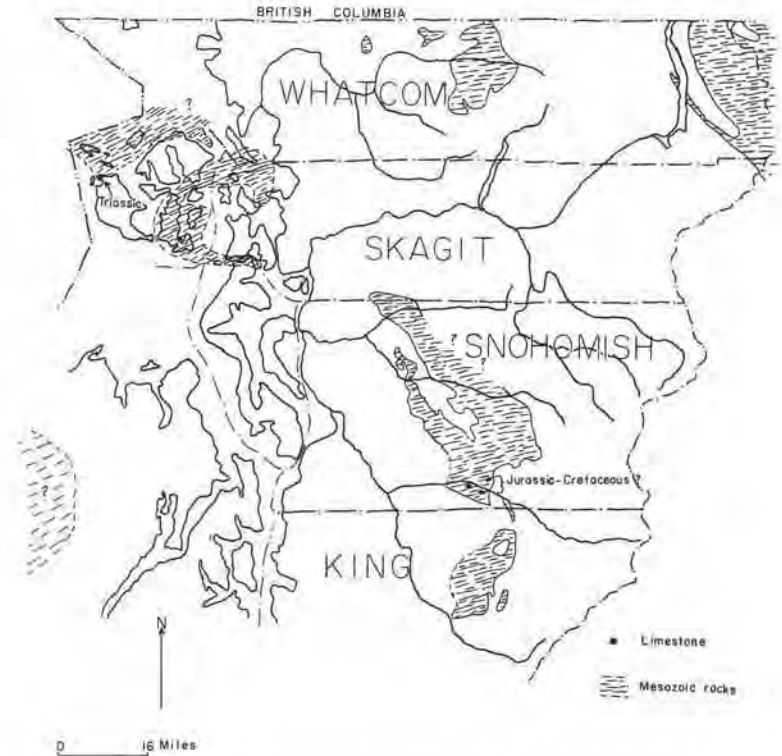 BRITISH COLUMBIA
WHATCOM
?
Triassic
SKAGIT
? SNOHOMISH
?
?
Jurassic-Cretaceous ?
KING
N
Limestone
Mesozoic rocks
0 16 Miles